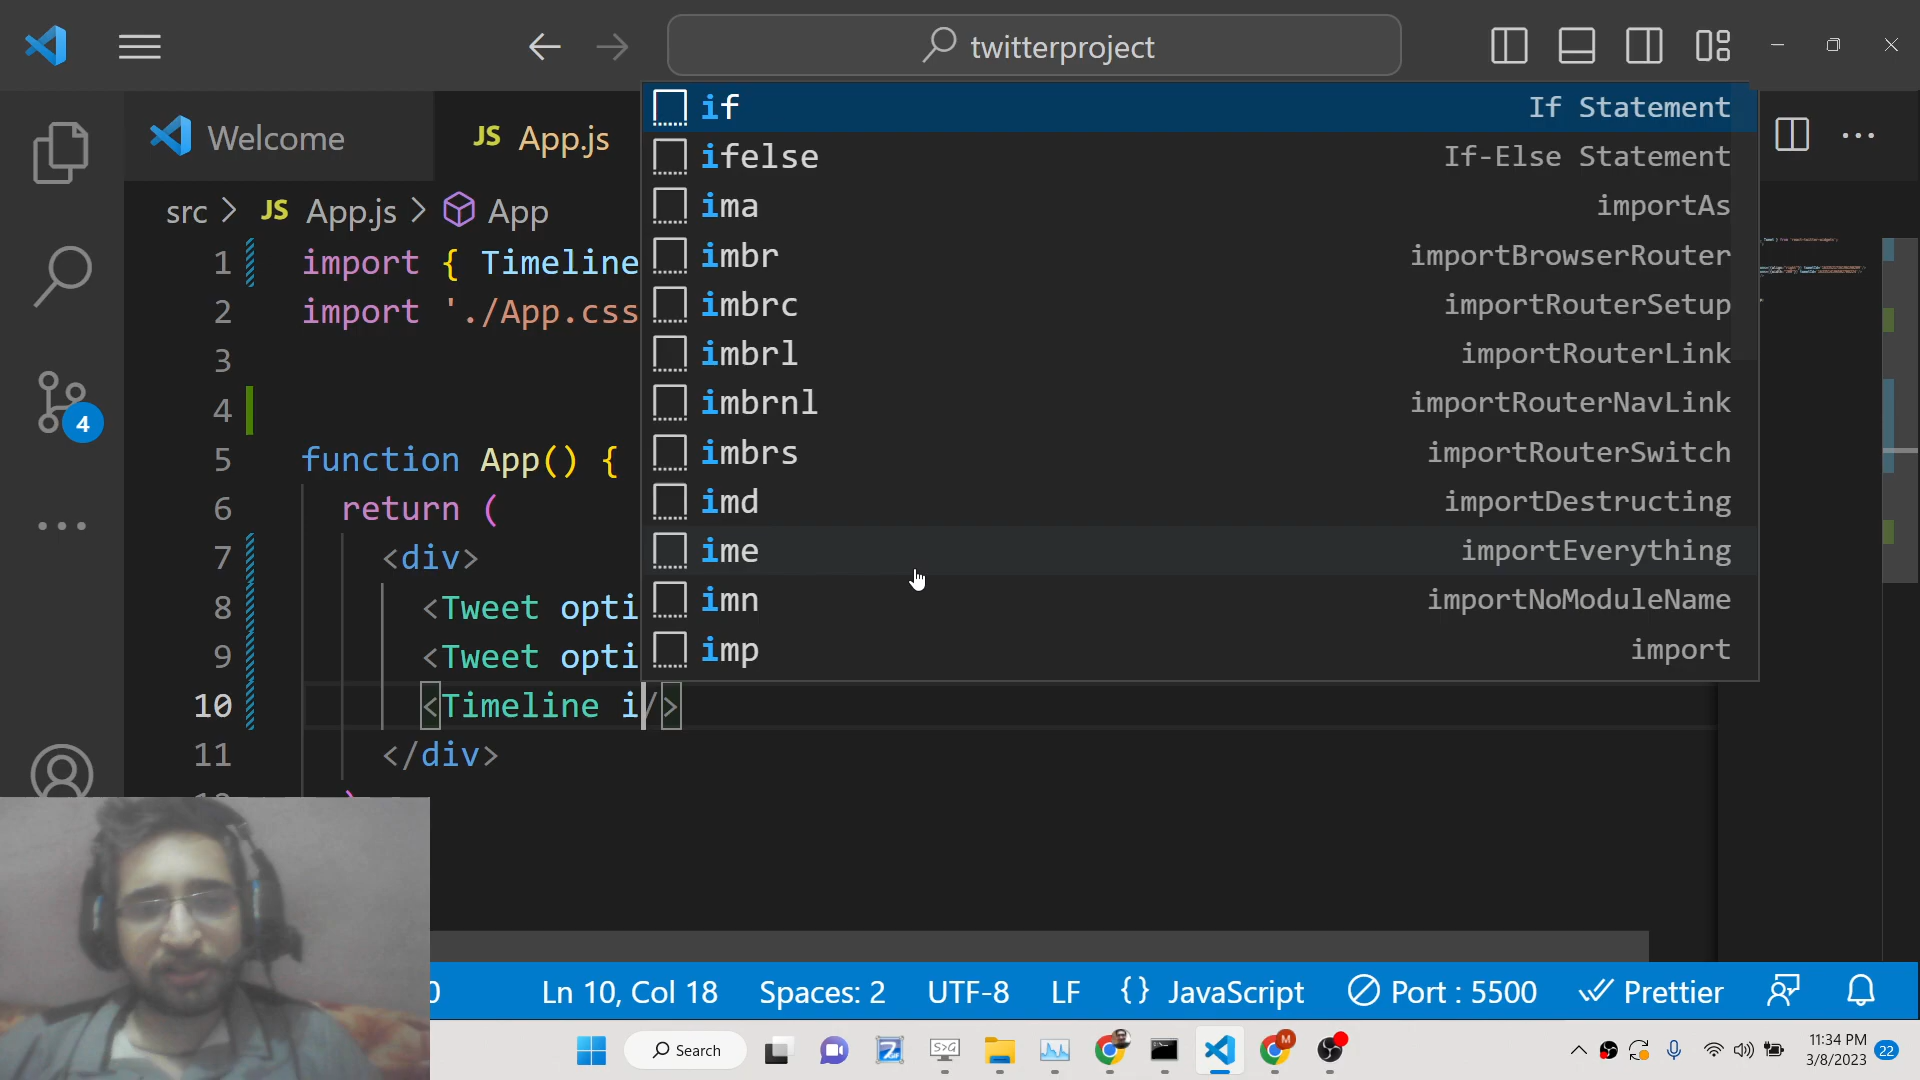 twitterproject
Welcome
JS App.js
src > JS App.js > App
1 import { Timeline
2 import './App.css
3
4
5 function App() {
6 return (
7 <div>
8 <Tweet opti
9 <Tweet opti
10 <Timeline i/>
11 </div>
if If Statement
ifelse If-Else Statement
ima importAs
imbr importBrowserRouter
imbrc importRouterSetup
imbrl importRouterLink
imbrnl importRouterNavLink
imbrs importRouterSwitch
imd importDestructing
ime importEverything
imn importNoModuleName
imp import
4
Ln 10, Col 18 Spaces: 2 UTF-8 LF {} JavaScript Port : 5500 Prettier
Search
11:34 PM
3/8/2023
22